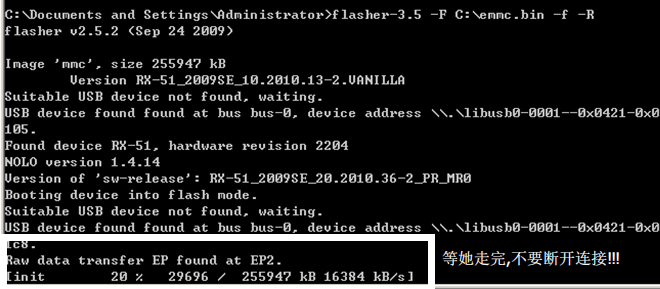 C:\Documents and Settings\Administrator>flasher-3.5 -F C:\emmc.bin -f -R
flasher v2.5.2 (Sep 24 2009)
Image 'mmc', size 255947 kB
Version RX-51_2009SE_10.2010.13-2.VANILLA
Suitable USB device not found, waiting.
USB device found found at bus bus-0, device address \\.\libusb0-0001--0x0421-0x0
105.
Found device RX-51, hardware revision 2204
NOLO version 1.4.14
Version of 'sw-release': RX-51_2009SE_20.2010.36-2_PR_MR0
Booting device into flash mode.
Suitable USB device not found, waiting.
USB device found found at bus bus-0, device address \\.\libusb0-0001--0x0421-0x0
1c8.
Raw data transfer EP found at EP2.
[init 20 % 29696 / 255947 kB 16384 kB/s]
等她走完,不要断开连接!!!